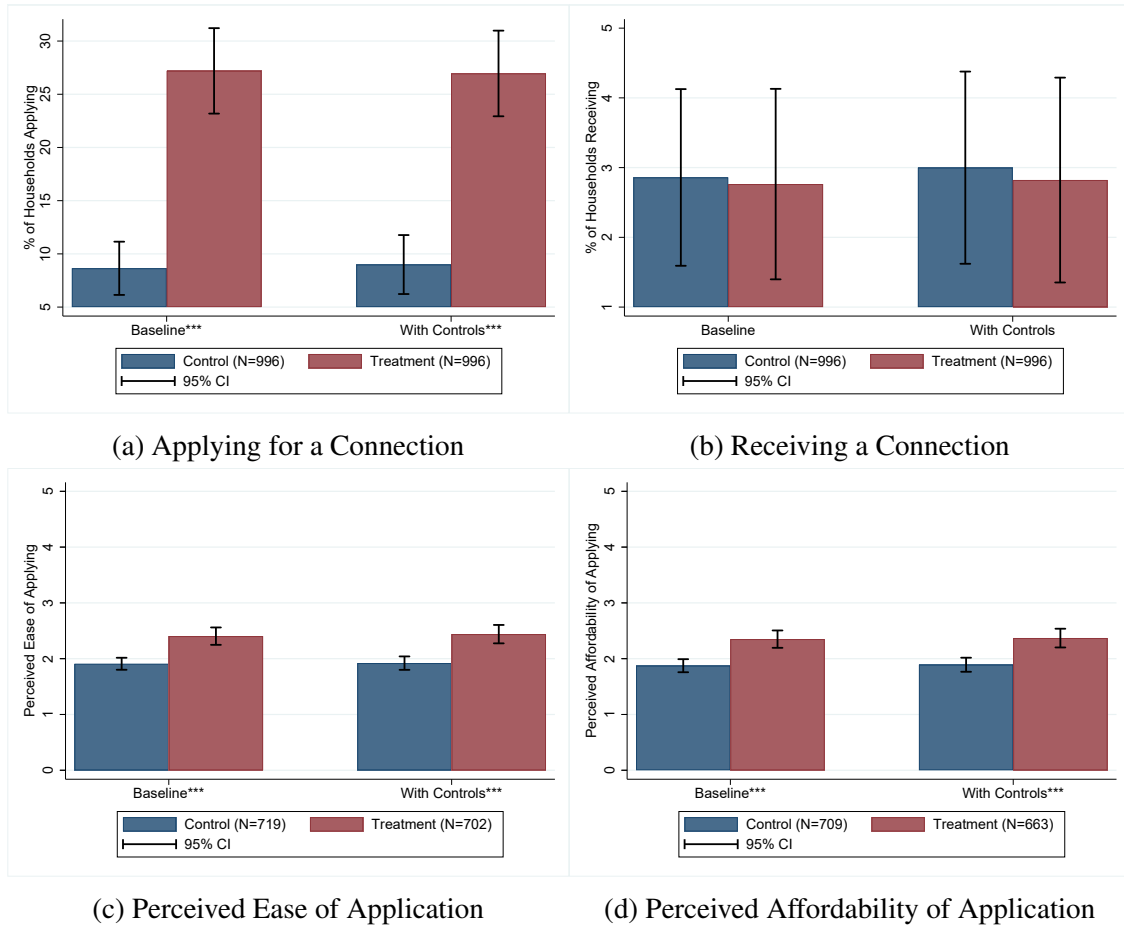 % of Households Applying
30
25
20
15
10
5
Baseline***
With Controls***
Control (N=996)
Treatment (N=996)
95% CI
(a) Applying for a Connection
% of Households Receiving
5
4
3
2
1
Baseline
With Controls
Control (N=996)
Treatment (N=996)
95% CI
(b) Receiving a Connection
Perceived Ease of Applying
5
4
3
2
1
0
Baseline***
With Controls***
Control (N=719)
Treatment (N=702)
95% CI
(c) Perceived Ease of Application
Perceived Affordability of Applying
5
4
3
2
1
0
Baseline***
With Controls***
Control (N=709)
Treatment (N=663)
95% CI
(d) Perceived Affordability of Application